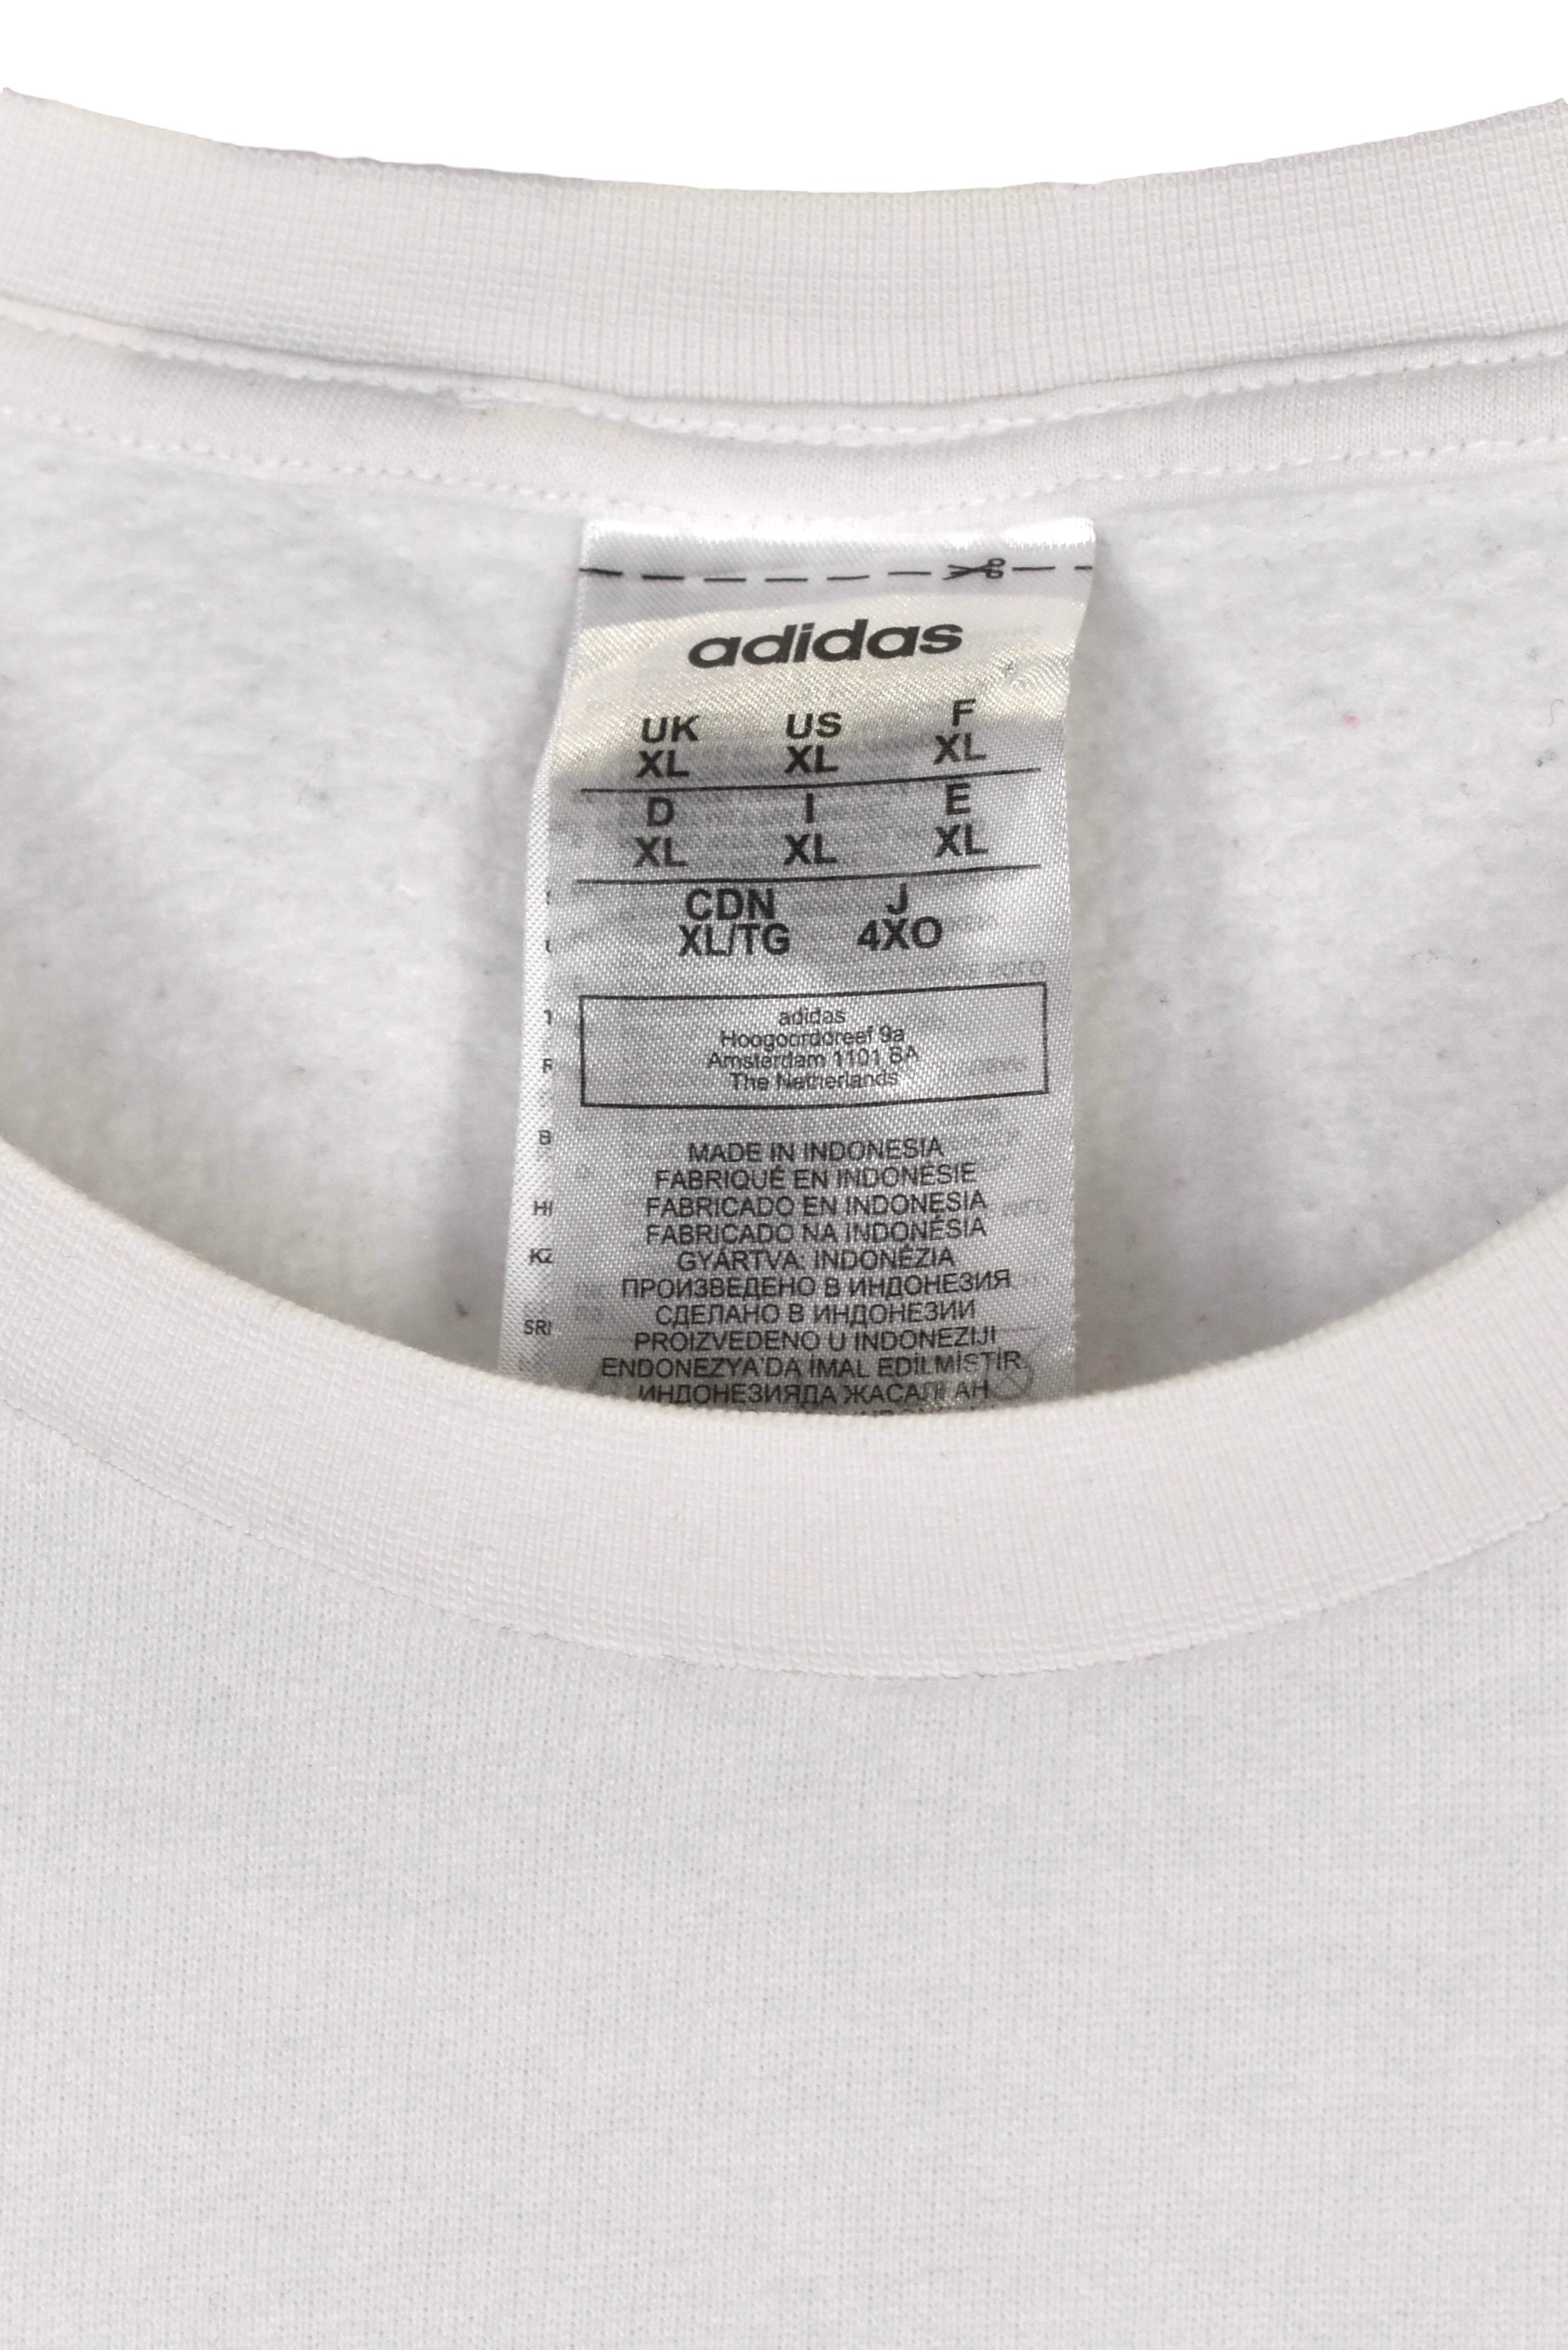 adidas
UK US F
XL XL XL
D I E
XL XL XL
CDN J
XL/TG 4XO
adidas
Hoogoorddreef 9a
Amsterdam 1101 BA
The Netherlands
MADE IN INDONESIA
FABRIQUÉ EN INDONÉSIE
FABRICADO EN INDONESIA
FABRICADO NA INDONÉSIA
GYÁRTVA: INDONÉZIA
ПРОИЗВЕДЕНО В ИНДОНЕЗИЯ
СДЕЛАНО В ИНДОНЕЗИИ
PROIZVEDENO U INDONEZIJI
ENDONEZYA'DA İMAL EDİLMİŞTİR.
ИНДОНЕЗИЯДА ЖАСАЛҒАН